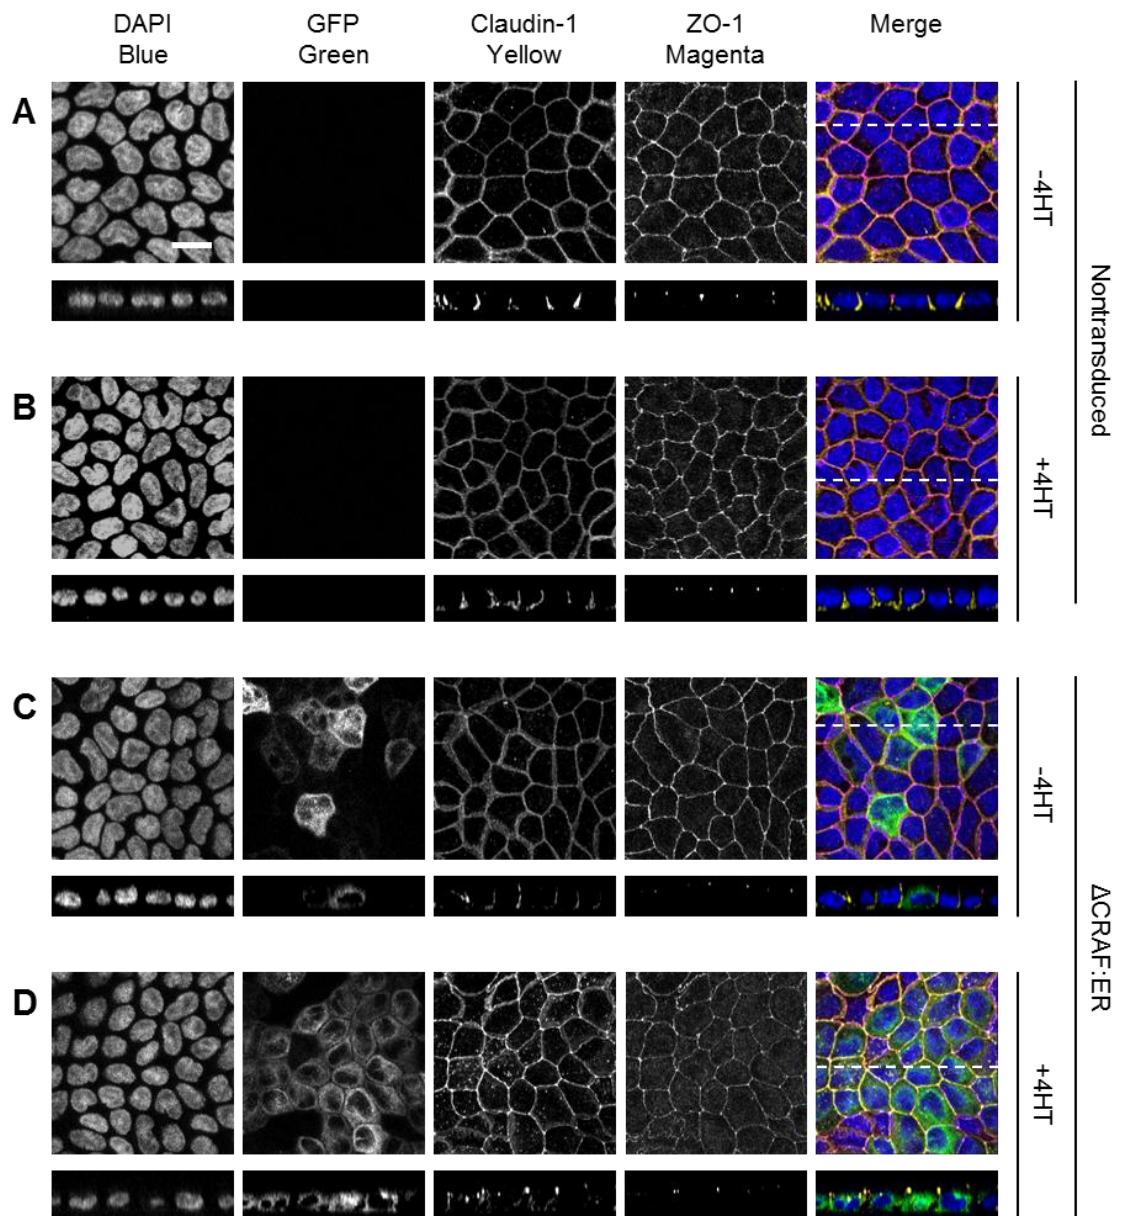 DAPI
Blue
GFP
Green
Claudin-1
Yellow
ZO-1
Magenta
Merge
A
-4HT
B
+4HT
Nontransduced
C
-4HT
D
+4HT
ΔCRAF:ER